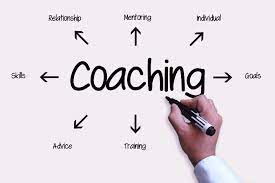 Relationship
Mentoring
Individual
Skills
Coaching
Goals
Advice
Training